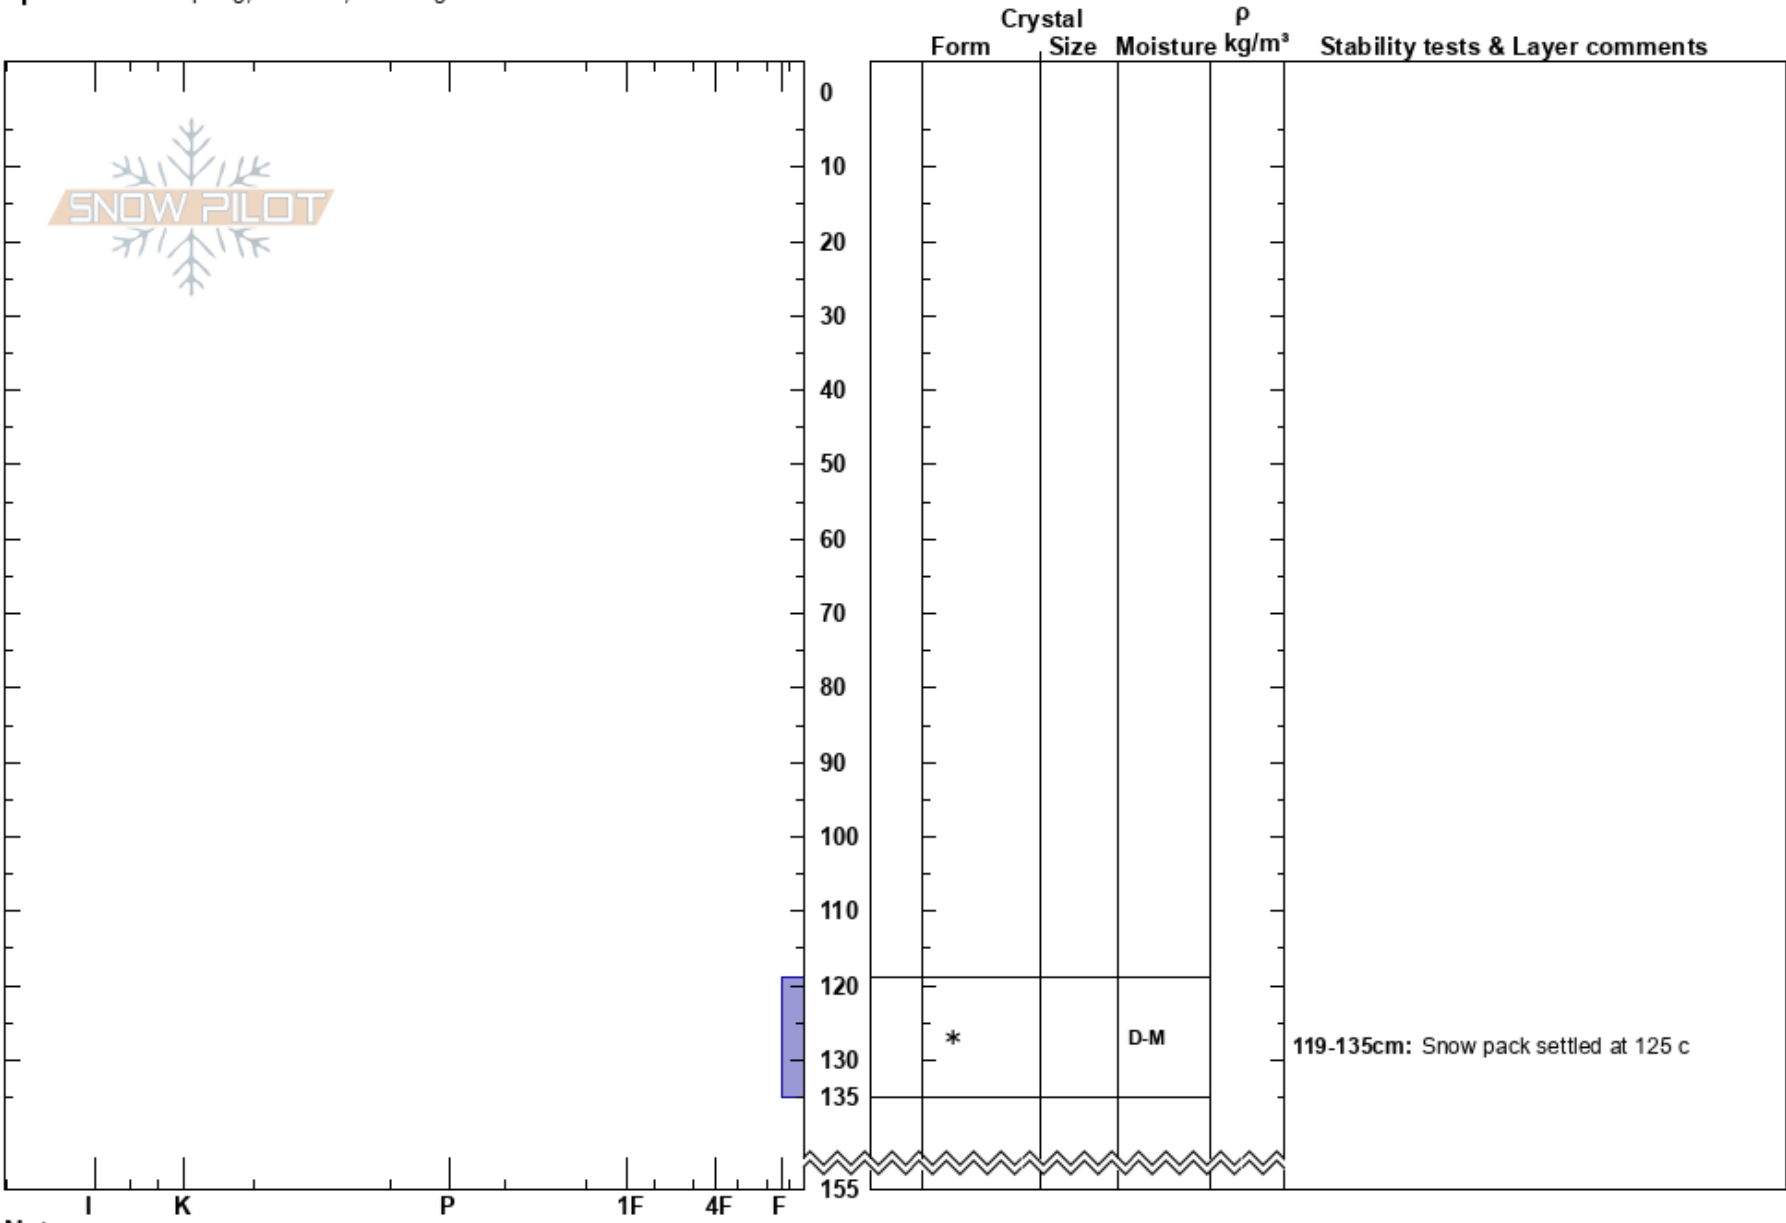 Crystal ρ
Form Size Moisture kg/m³ Stability tests & Layer comments
0
10
SNOW PILOT
20
30
40
50
60
70
80
90
100
110
120
* D-M
119-135cm: Snow pack settled at 125 c
130
135
155
I K P 1F 4F F